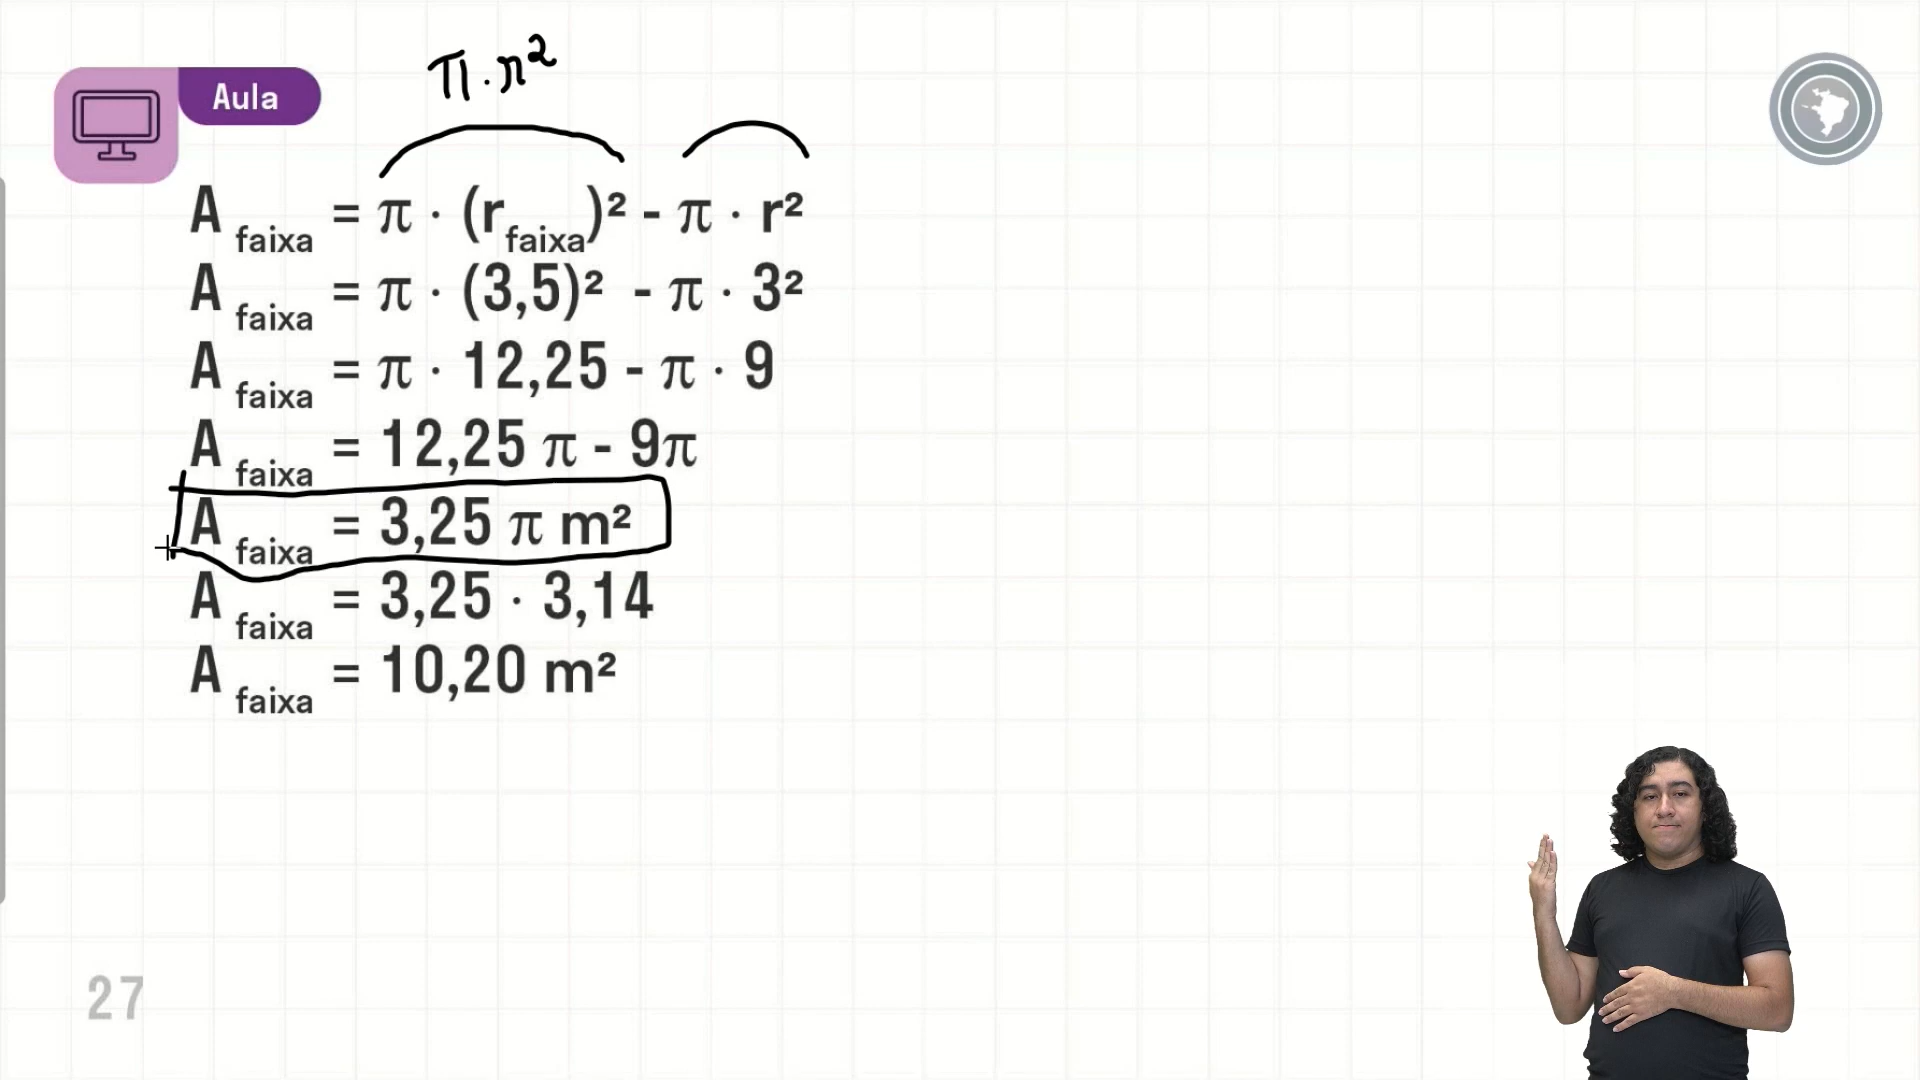 π.r²
Aula
A faixa = π · (r faixa)² - π · r²
A faixa = π · (3,5)² - π · 3²
A faixa = π · 12,25 - π · 9
A faixa = 12,25 π - 9π
A faixa = 3,25 π m²
A faixa = 3,25 · 3,14
A faixa = 10,20 m²
27